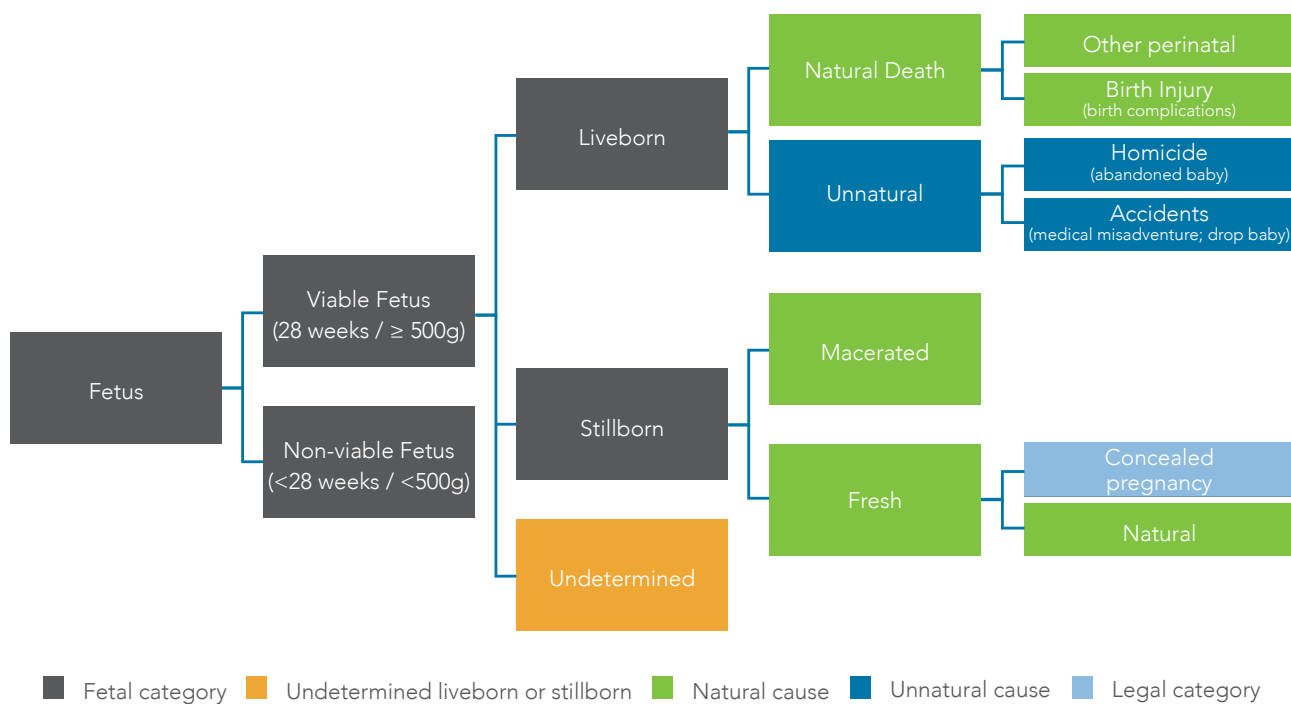 Fetus
Viable Fetus
(28 weeks / ≥ 500g)
Non-viable Fetus
(<28 weeks / <500g)
Liveborn
Stillborn
Undetermined
Natural Death
Unnatural
Macerated
Fresh
Other perinatal
Birth Injury
(birth complications)
Homicide
(abandoned baby)
Accidents
(medical misadventure; drop baby)
Concealed
pregnancy
Natural
Fetal category
Undetermined liveborn or stillborn
Natural cause
Unnatural cause
Legal category